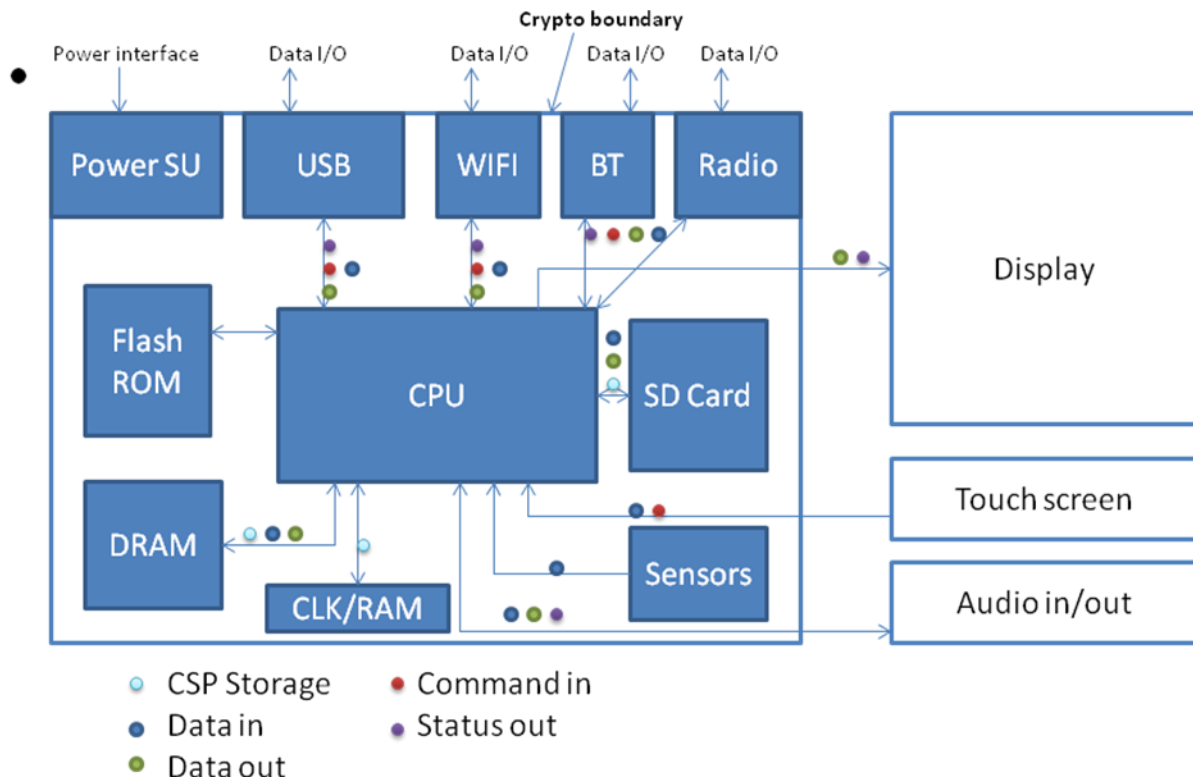 Crypto boundary
Power interface
Data I/O
Data I/O
Data I/O
Data I/O
Power SU
USB
WIFI
BT
Radio
Display
Flash
ROM
CPU
SD Card
Touch screen
DRAM
Sensors
CLK/RAM
Audio in/out
CSP Storage
Command in
Data in
Status out
Data out